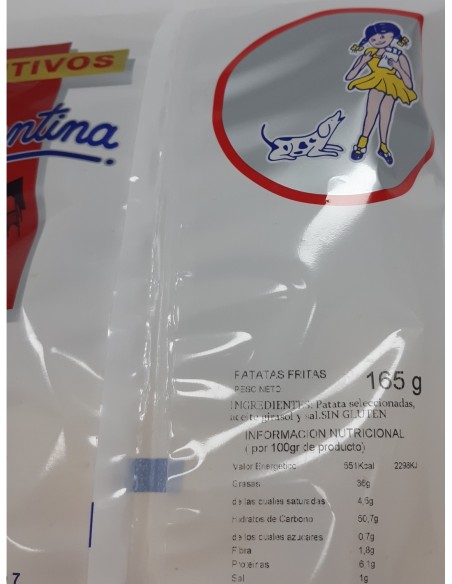 TIVOS
ntina
PATATAS FRITAS
PESO NETO 165 g
INGREDIENTES: Patata seleccionadas,
aceite girasol y sal.SIN GLUTEN
INFORMACION NUTRICIONAL
( por 100gr de producto)
Valor Energetico 551Kcal 2298KJ
Grasas 36g
de las cuales saturadas 4,5g
Hidratos de Carbono 50,7g
de los cuales azucares 0,7g
Fibra 1,8g
Proteinas 6,1g
Sal 1g
7